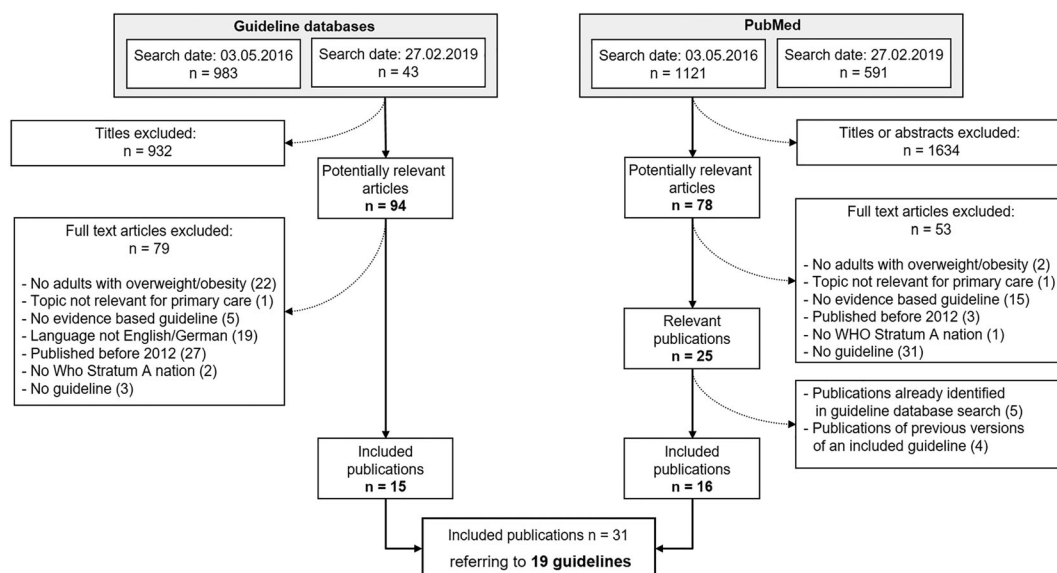 Guideline databases
Search date: 03.05.2016
n = 983
Search date: 27.02.2019
n = 43
Titles excluded:
n = 932
Potentially relevant
articles
n = 94
Full text articles excluded:
n = 79
- No adults with overweight/obesity (22)
- Topic not relevant for primary care (1)
- No evidence based guideline (5)
- Language not English/German (19)
- Published before 2012 (27)
- No Who Stratum A nation (2)
- No guideline (3)
Included
publications
n = 15
PubMed
Search date: 03.05.2016
n = 1121
Search date: 27.02.2019
n = 591
Titles or abstracts excluded:
n = 1634
Potentially relevant
articles
n = 78
Full text articles excluded:
n = 53
- No adults with overweight/obesity (2)
- Topic not relevant for primary care (1)
- No evidence based guideline (15)
- Published before 2012 (3)
- No WHO Stratum A nation (1)
- No guideline (31)
Relevant
publications
n = 25
- Publications already identified
in guideline database search (5)
- Publications of previous versions
of an included guideline (4)
Included
publications
n = 16
Included publications n = 31
referring to 19 guidelines